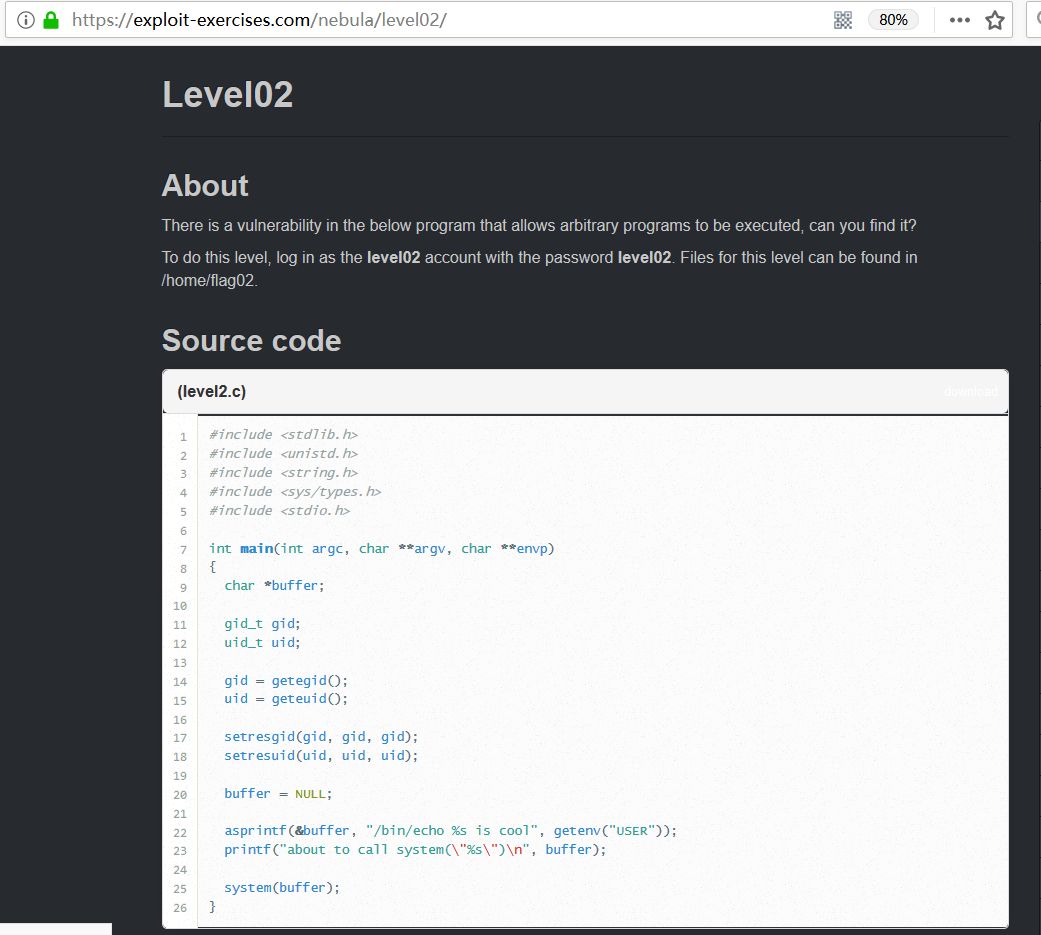 https://exploit-exercises.com/nebula/level02/ 80%
Level02
About
There is a vulnerability in the below program that allows arbitrary programs to be executed, can you find it?
To do this level, log in as the level02 account with the password level02. Files for this level can be found in
/home/flag02.
Source code
(level2.c) download
1 #include <stdlib.h>
2 #include <unistd.h>
3 #include <string.h>
4 #include <sys/types.h>
5 #include <stdio.h>
6
7 int main(int argc, char **argv, char **envp)
8 {
9 char *buffer;
10
11 gid_t gid;
12 uid_t uid;
13
14 gid = getegid();
15 uid = geteuid();
16
17 setresgid(gid, gid, gid);
18 setresuid(uid, uid, uid);
19
20 buffer = NULL;
21
22 asprintf(&buffer, "/bin/echo %s is cool", getenv("USER"));
23 printf("about to call system(\"%s\")\n", buffer);
24
25 system(buffer);
26 }